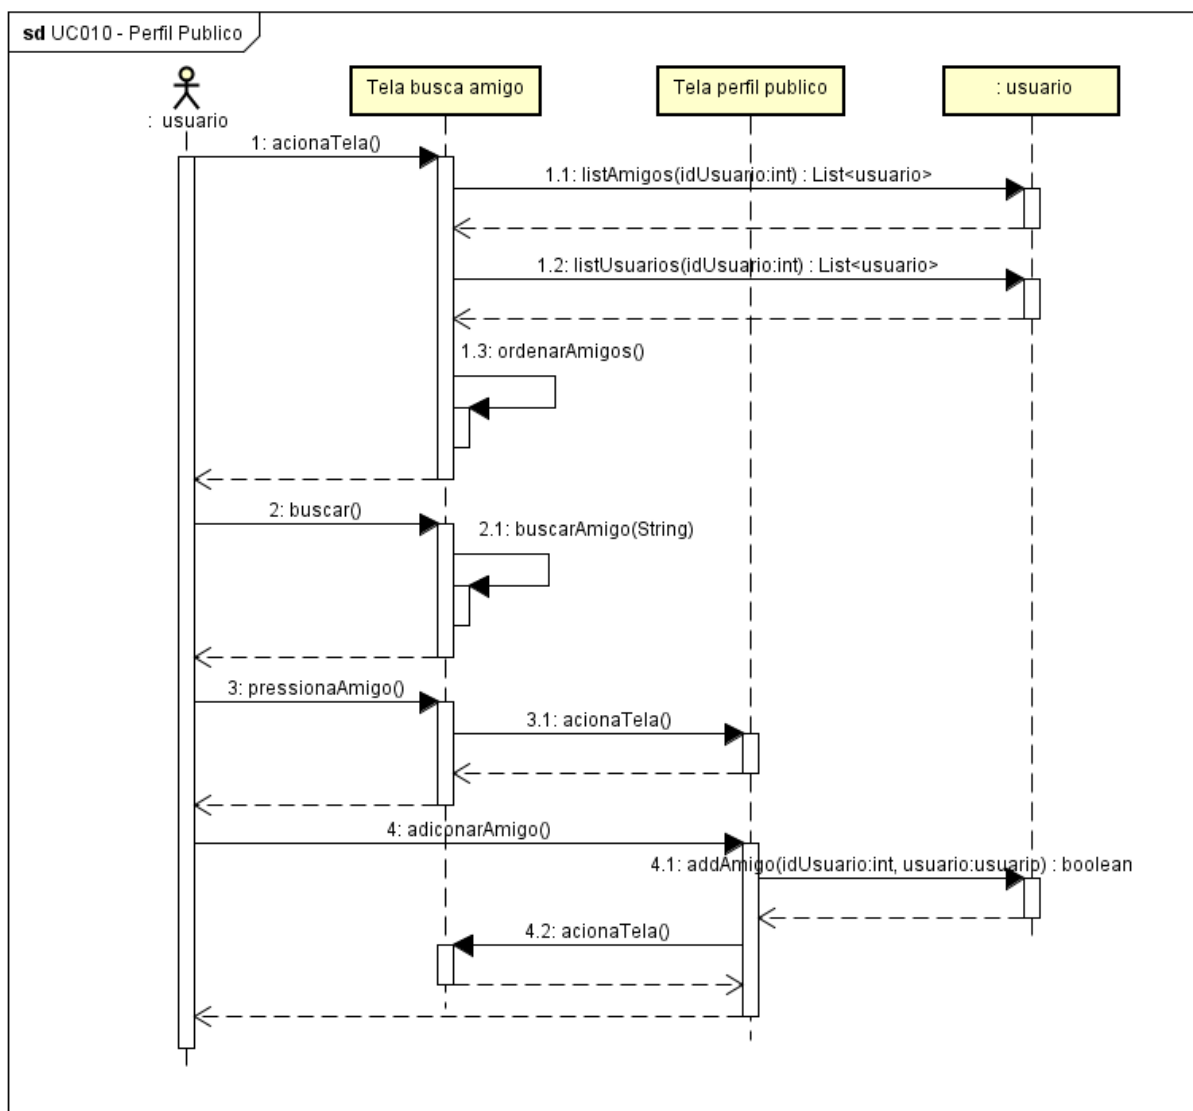 sd UC010 - Perfil Publico
: usuario
Tela busca amigo
Tela perfil publico
: usuario
1: acionaTela()
1.1: listAmigos(idUsuario:int) : List<usuario>
1.2: listUsuarios(idUsuario:int) : List<usuario>
1.3: ordenarAmigos()
2: buscar()
2.1: buscarAmigo(String)
3: pressionaAmigo()
3.1: acionaTela()
4: adiconarAmigo()
4.1: addAmigo(idUsuario:int, usuario:usuario) : boolean
4.2: acionaTela()